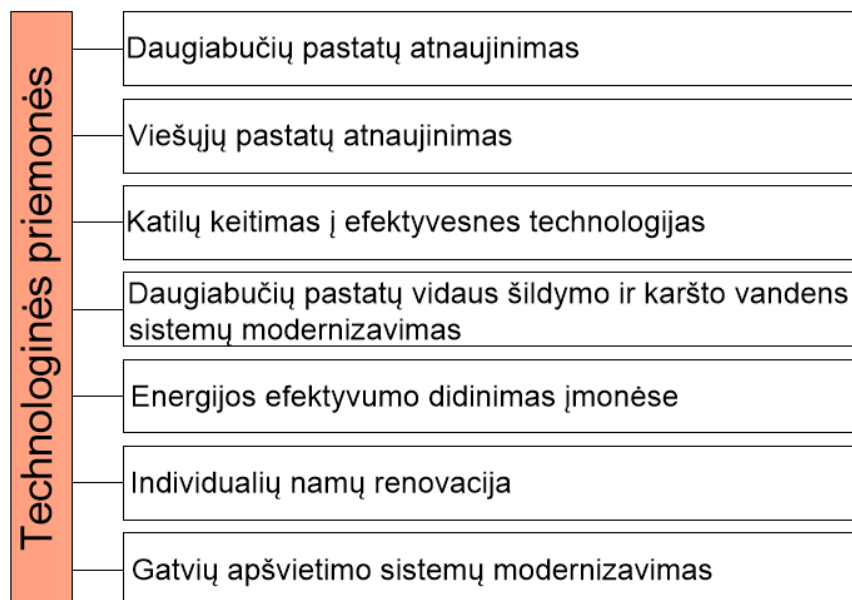 Technologinės priemonės
Daugiabučių pastatų atnaujinimas
Viešųjų pastatų atnaujinimas
Katilų keitimas į efektyvesnes technologijas
Daugiabučių pastatų vidaus šildymo ir karšto vandens
sistemų modernizavimas
Energijos efektyvumo didinimas įmonėse
Individualių namų renovacija
Gatvių apšvietimo sistemų modernizavimas